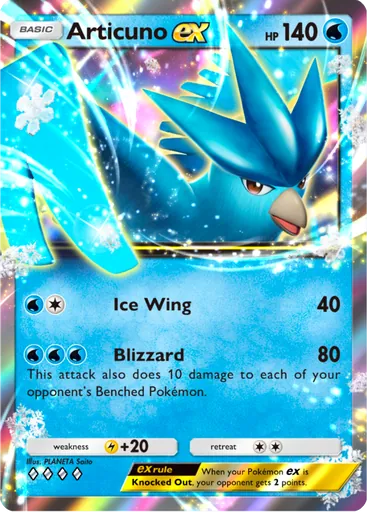 BASIC Articuno ex HP 140
Ice Wing 40
Blizzard 80
This attack also does 10 damage to each of your
opponent's Benched Pokémon.
weakness +20 retreat
Illus. PLANETA Saito
ex rule When your Pokémon ex is
Knocked Out, your opponent gets 2 points.